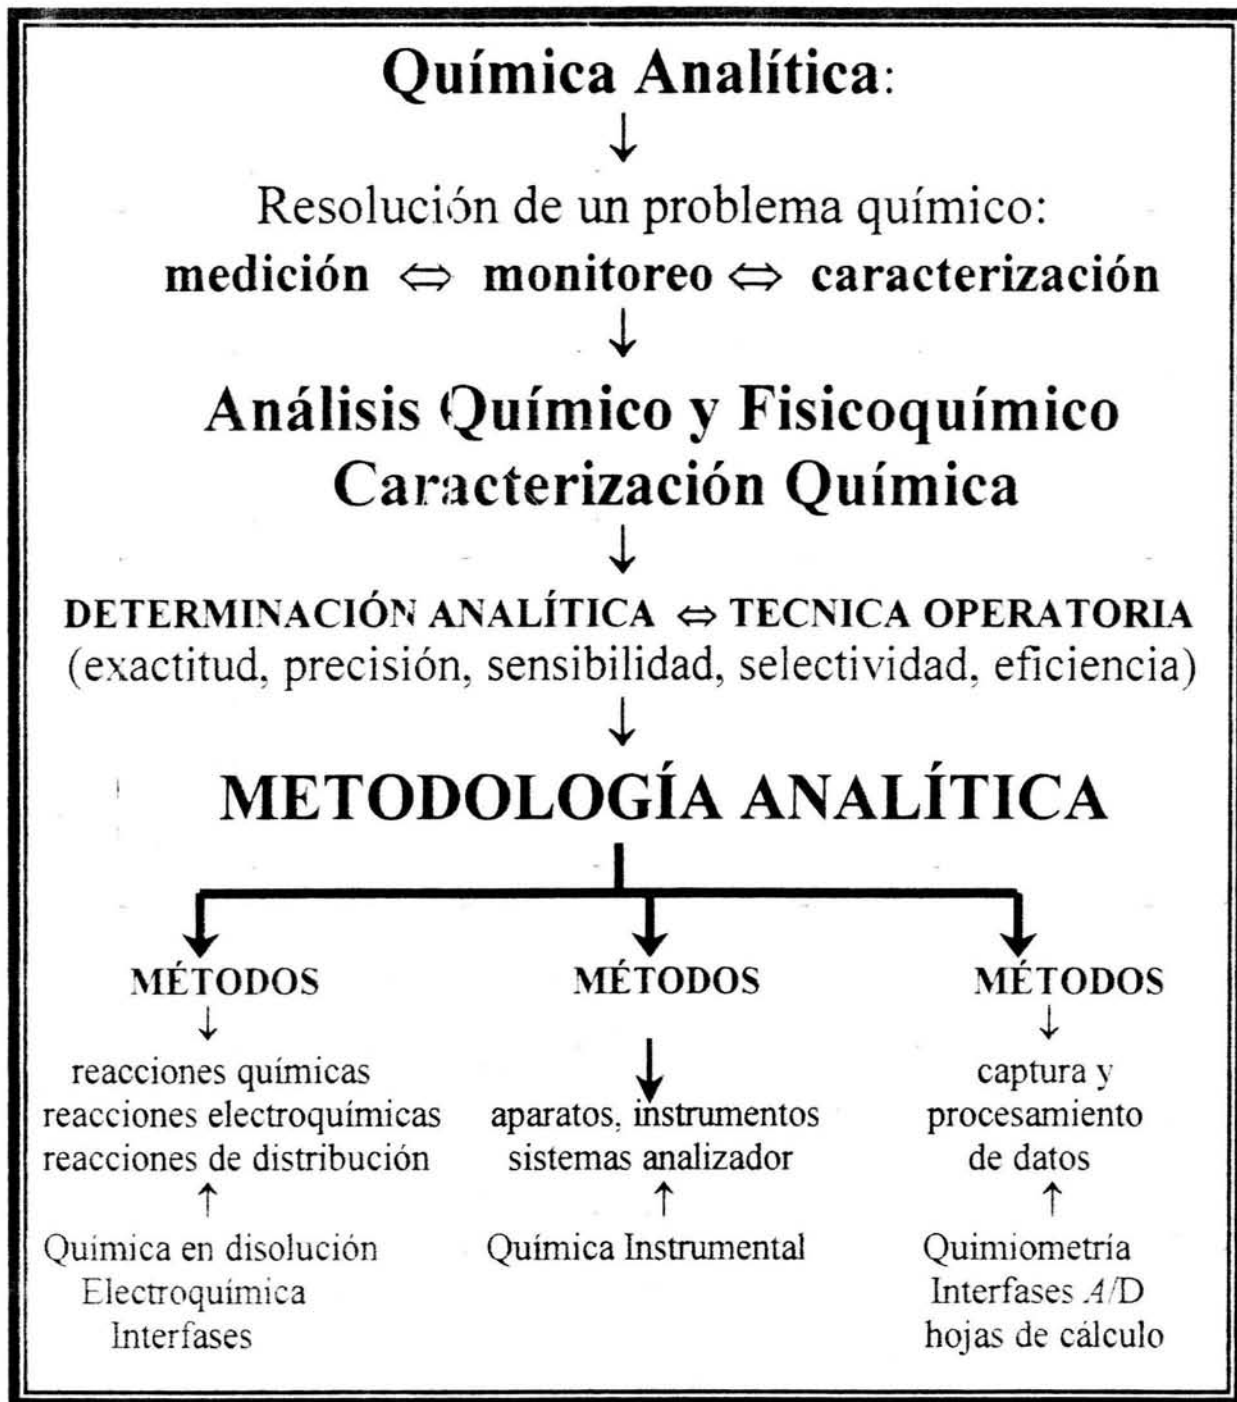 Química Analítica:
↓
Resolución de un problema químico:
medición ⇔ monitoreo ⇔ caracterización
↓
Análisis Químico y Fisicoquímico
Caracterización Química
↓
DETERMINACIÓN ANALÍTICA ⇔ TECNICA OPERATORIA
(exactitud, precisión, sensibilidad, selectividad, eficiencia)
↓
METODOLOGÍA ANALÍTICA
MÉTODOS
↓
reacciones químicas
reacciones electroquímicas
reacciones de distribución
↑
Química en disolución
Electroquímica
Interfases
MÉTODOS
↓
aparatos, instrumentos
sistemas analizador
↑
Química Instrumental
MÉTODOS
↓
captura y
procesamiento
de datos
↑
Quimiometría
Interfases A/D
hojas de cálculo